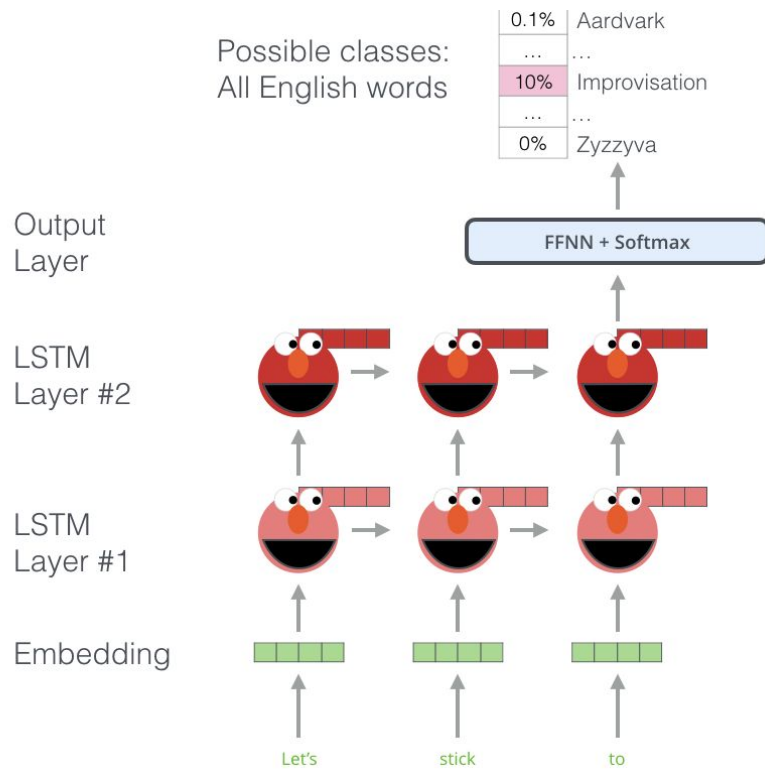 Possible classes:
All English words
0.1% Aardvark
... ...
10% Improvisation
... ...
0% Zyzzyva
Output
Layer
FFNN + Softmax
LSTM
Layer #2
LSTM
Layer #1
Embedding
Let's stick to